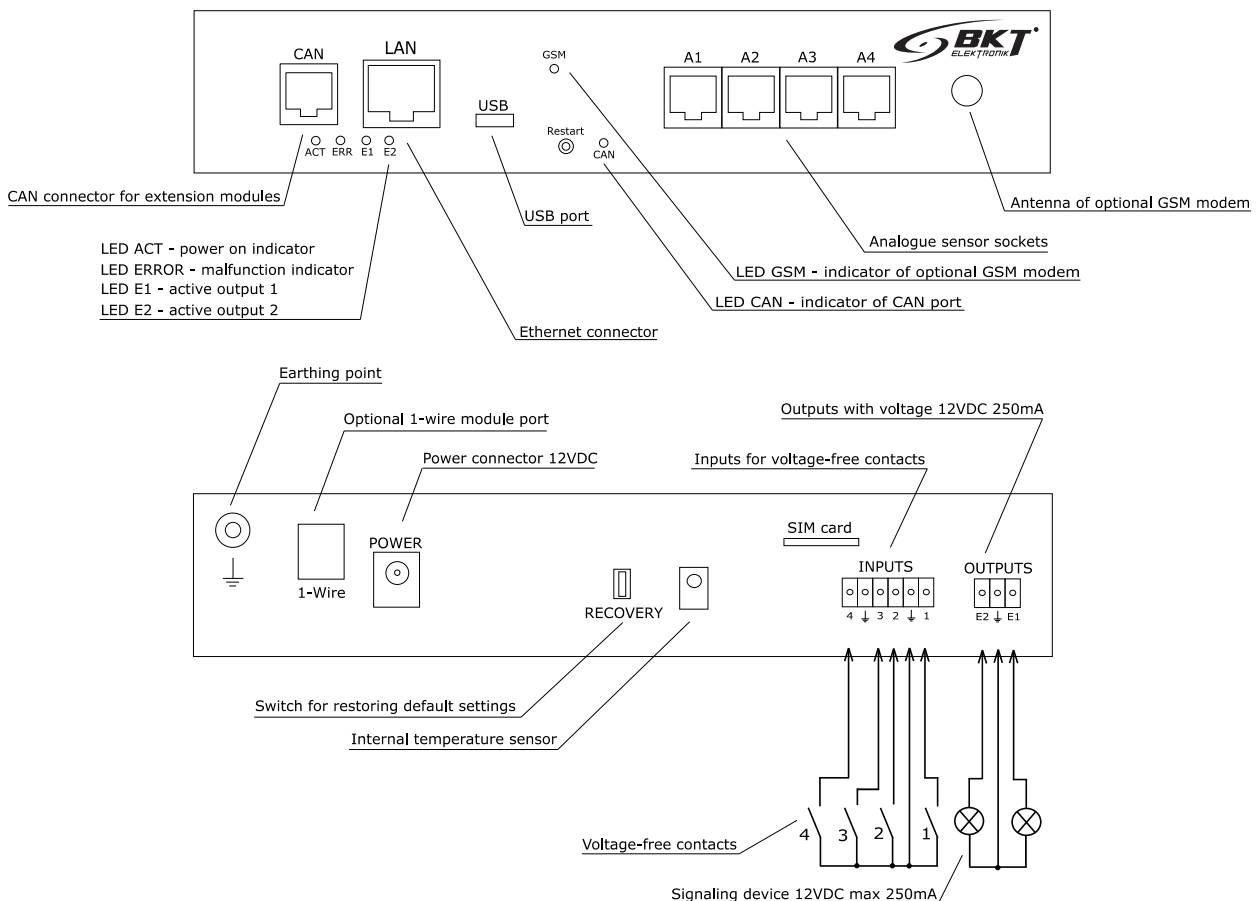 BKT
ELEKTRONIK
CAN
LAN
GSM
A1 A2 A3 A4
USB
Restart
ACT ERR E1 E2
CAN
CAN connector for extension modules
USB port
Antenna of optional GSM modem
LED ACT - power on indicator
LED ERROR - malfunction indicator
LED E1 - active output 1
LED E2 - active output 2
Analogue sensor sockets
LED GSM - indicator of optional GSM modem
LED CAN - indicator of CAN port
Ethernet connector
Earthing point
Optional 1-wire module port
Power connector 12VDC
Outputs with voltage 12VDC 250mA
Inputs for voltage-free contacts
SIM card
POWER
1-Wire
RECOVERY
INPUTS
OUTPUTS
4 3 2 1
E2 E1
Switch for restoring default settings
Internal temperature sensor
4 3 2 1
Voltage-free contacts
Signaling device 12VDC max 250mA